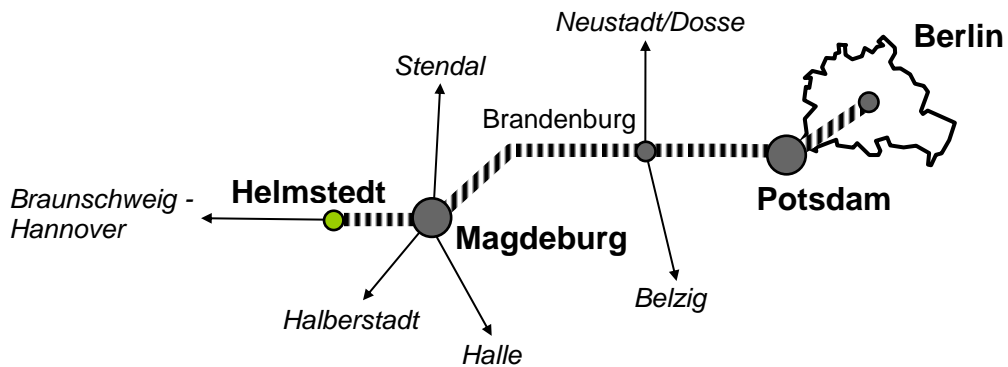 Neustadt/Dosse
Berlin
Stendal
Brandenburg
Helmstedt
Braunschweig -
Hannover
Potsdam
Magdeburg
Belzig
Halberstadt
Halle